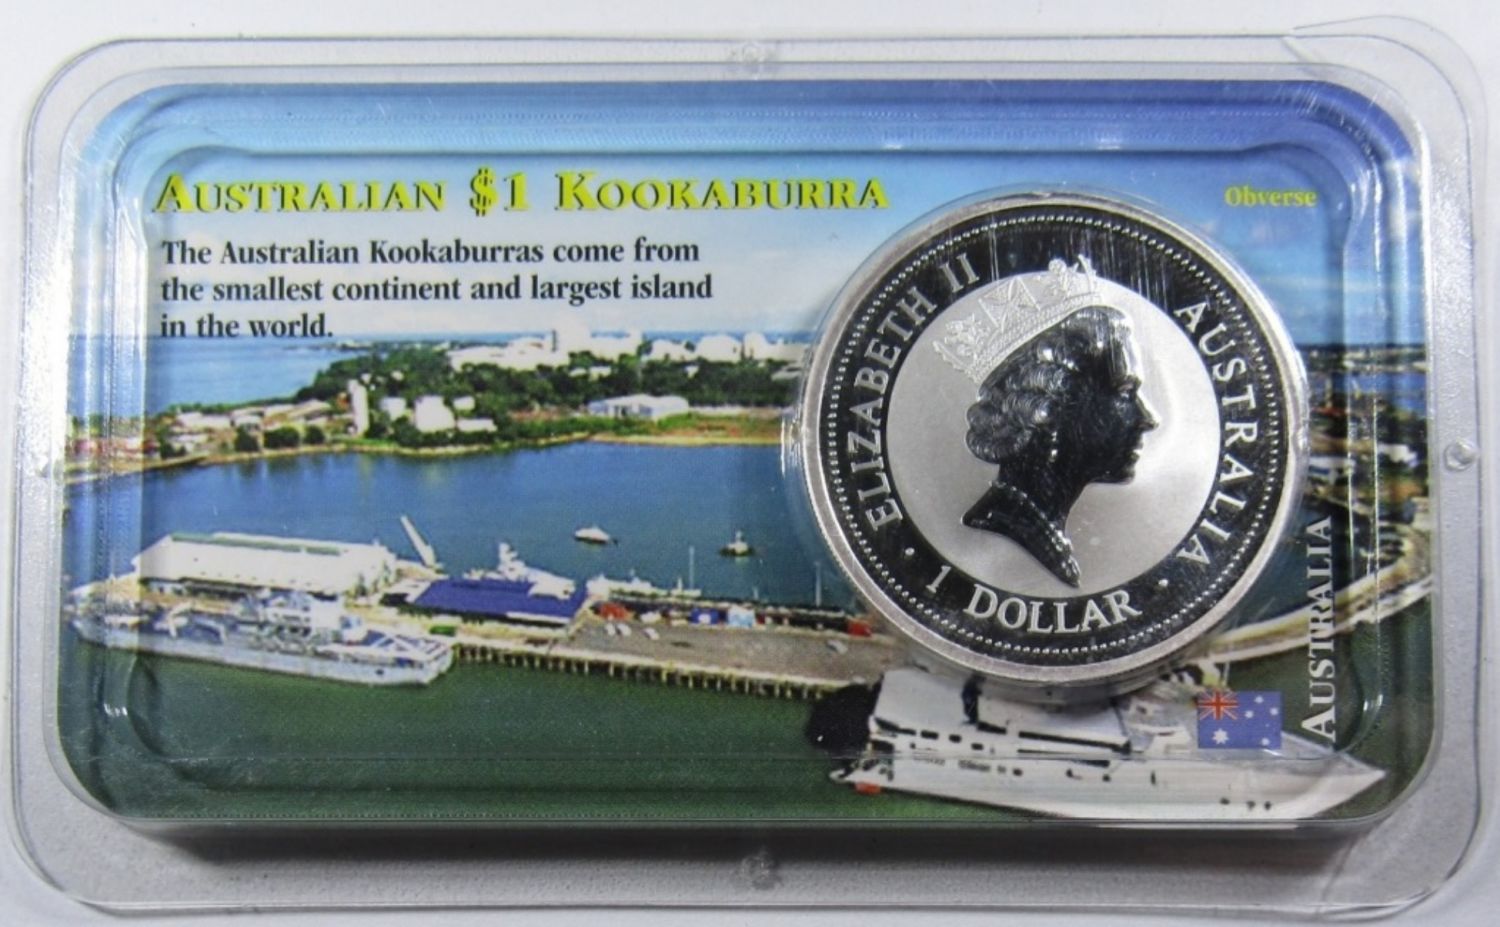 AUSTRALIAN $1 KOOKABURRA
Obverse
The Australian Kookaburras come from
the smallest continent and largest island
in the world.
ELIZABETH II
AUSTRALIA
1 DOLLAR
AUSTRALIA